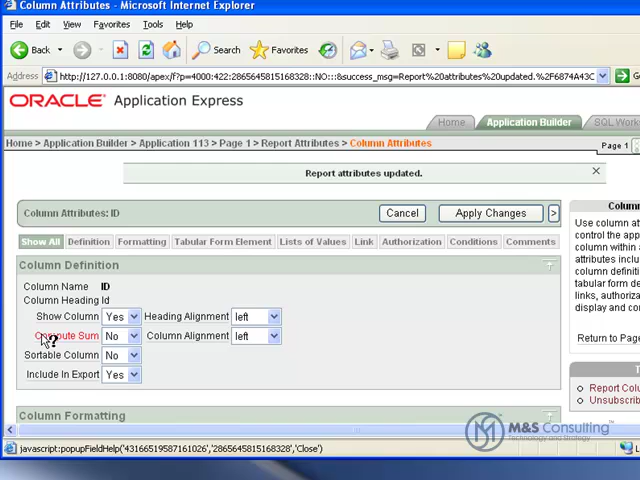 Column Attributes - Microsoft Internet Explorer
File Edit View Favorites Tools Help
Back Search Favorites
Address http://127.0.0.1:8080/apex/f?p=4000:422:2865645815168328::NO:::&success_msg=Report%20attributes%20updated.%2F6874A43C Go
ORACLE Application Express
Home Application Builder SQL Work
Home > Application Builder > Application 113 > Page 1 > Report Attributes > Column Attributes
Page 1
Report attributes updated.
Column Attributes: ID
Cancel Apply Changes >
Show All Definition Formatting Tabular Form Element Lists of Values Link Authorization Conditions Comments
Column Definition
Column Name ID
Column Heading Id
Show Column Yes Heading Alignment left
Compute Sum No Column Alignment left
Sortable Column No
Include In Export Yes
Column Formatting
Colum
Use column at
control the app
column within a
attributes inclu
column definiti
tabular form de
links, authoriza
display and co
Return to Page
T
Report Colu
Unsubscrib
M&S Consulting
Technology and Strategy
javascript:popupFieldHelp('43166519587161026','2865645815168328','Close')